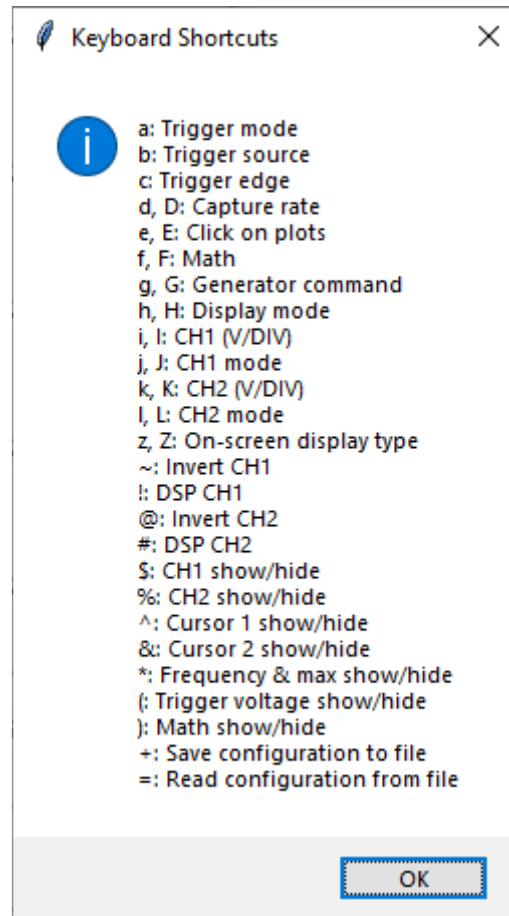 Keyboard Shortcuts
a: Trigger mode
b: Trigger source
c: Trigger edge
d, D: Capture rate
e, E: Click on plots
f, F: Math
g, G: Generator command
h, H: Display mode
i, I: CH1 (V/DIV)
j, J: CH1 mode
k, K: CH2 (V/DIV)
l, L: CH2 mode
z, Z: On-screen display type
~: Invert CH1
!: DSP CH1
@: Invert CH2
#: DSP CH2
$: CH1 show/hide
%: CH2 show/hide
^: Cursor 1 show/hide
&: Cursor 2 show/hide
*: Frequency & max show/hide
(: Trigger voltage show/hide
): Math show/hide
+: Save configuration to file
=: Read configuration from file
OK